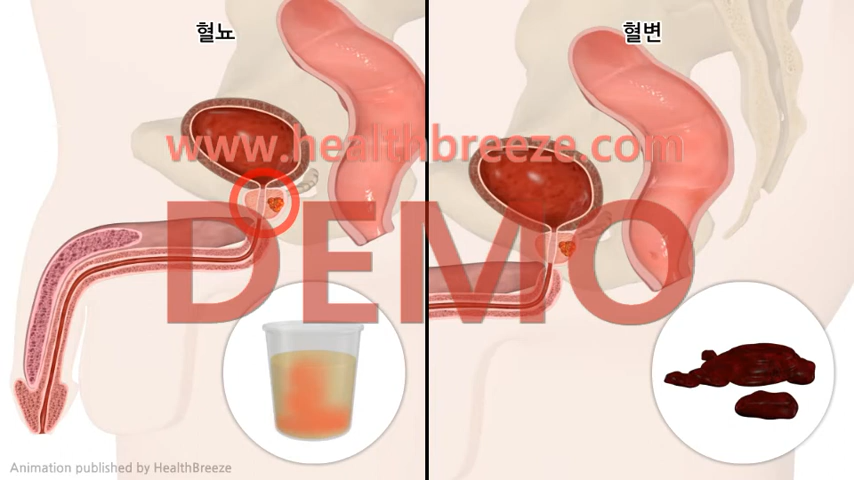 혈뇨
혈변
www.healthbreeze.com
DEMO
Animation published by HealthBreeze